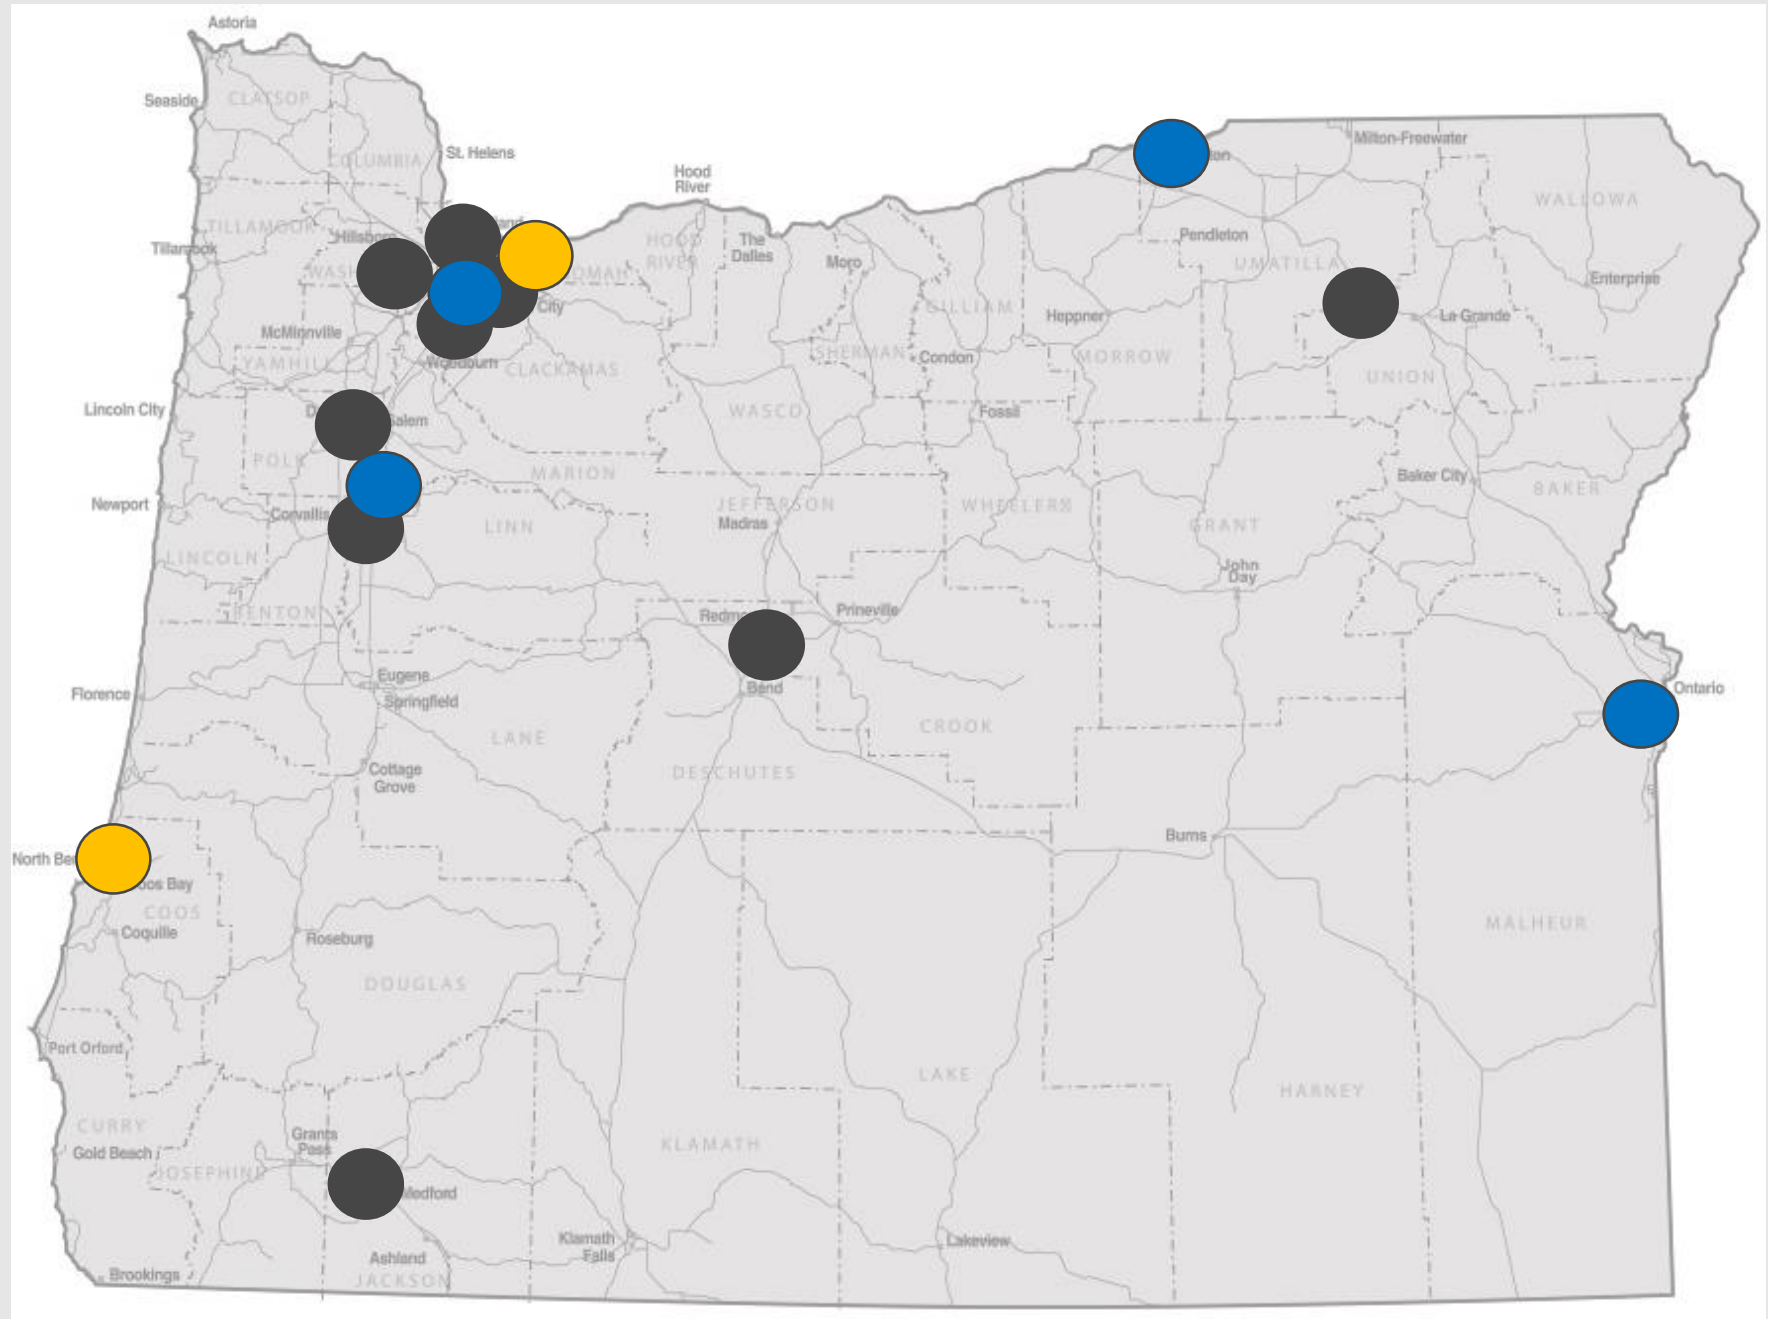 Astoria
Seaside
CLATSOP
COLUMBIA
St. Helens
Milton-Freewater
Hood
River
WALLOWA
TILLAMOOK
Tillamook
Hillsboro
HOOD
RIVER
The
Dalles
Moro
Pendleton
UMATILLA
Enterprise
City
GILLIAM
Heppner
La Grande
McMinnville
YAMHILL
Woodburn
CLACKAMAS
SHERMAN
Condon
MORROW
UNION
Lincoln City
WASCO
Fossil
POLK
MARION
Baker City
BAKER
Newport
Corvallis
LINN
JEFFERSON
Madras
WHEELER
GRANT
LINCOLN
John
Day
BENTON
Prineville
Eugene
Springfield
Florence
Bend
Ontario
LANE
CROOK
DESCHUTES
Cottage
Grove
Burns
COOS
Coquille
Roseburg
MALHEUR
DOUGLAS
Port Orford
LAKE
HARNEY
CURRY
Grants
Pass
KLAMATH
Gold Beach
JOSEPHINE
Medford
Klamath
Falls
Lakeview
Ashland
Brookings
JACKSON